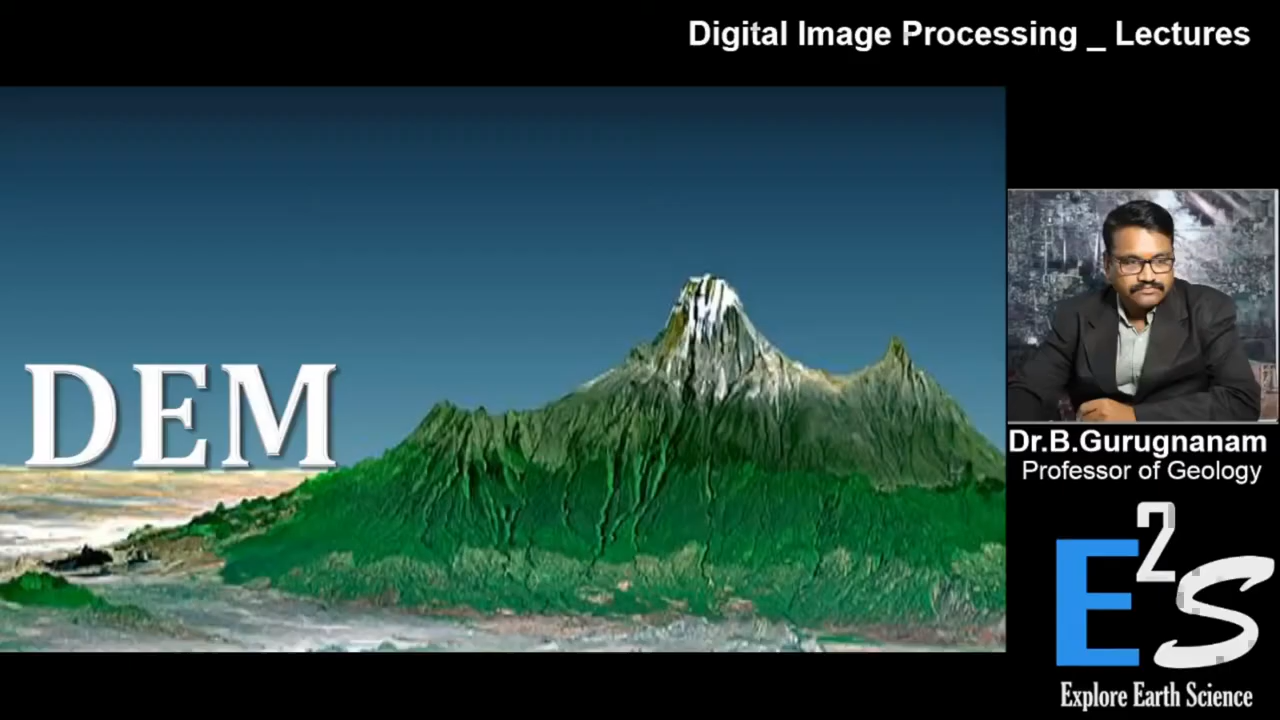 Digital Image Processing _ Lectures
DEM
Dr.B.Gurugnanam
Professor of Geology
E2S
Explore Earth Science